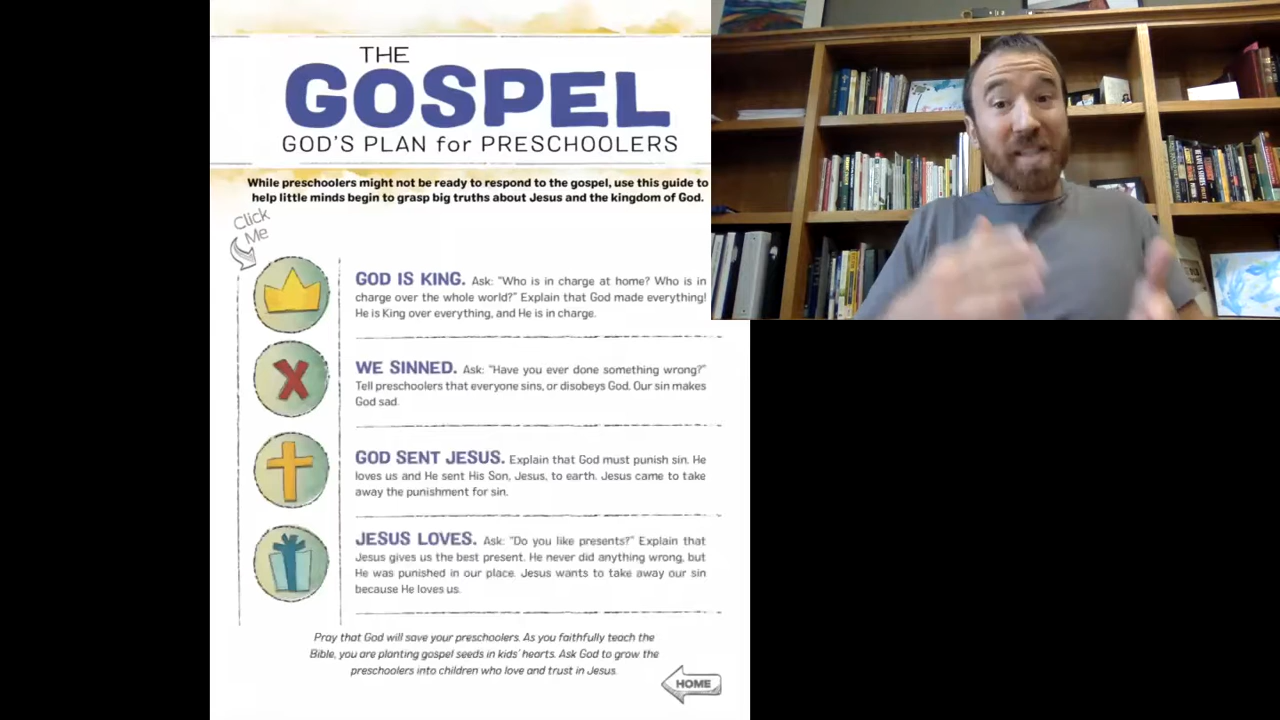 THE
GOSPEL
GOD'S PLAN for PRESCHOOLERS
While preschoolers might not be ready to respond to the gospel, use this guide to
help little minds begin to grasp big truths about Jesus and the kingdom of God.
Click
Me
GOD IS KING. Ask: "Who is in charge at home? Who is in
charge over the whole world?" Explain that God made everything!
He is King over everything, and He is in charge.
WE SINNED. Ask: "Have you ever done something wrong?"
Tell preschoolers that everyone sins, or disobeys God. Our sin makes
God sad.
GOD SENT JESUS. Explain that God must punish sin. He
loves us and He sent His Son, Jesus, to earth. Jesus came to take
away the punishment for sin.
JESUS LOVES. Ask: "Do you like presents?" Explain that
Jesus gives us the best present. He never did anything wrong, but
He was punished in our place. Jesus wants to take away our sin
because He loves us.
Pray that God will save your preschoolers. As you faithfully teach the
Bible, you are planting gospel seeds in kids' hearts. Ask God to grow the
preschoolers into children who love and trust in Jesus.
HOME